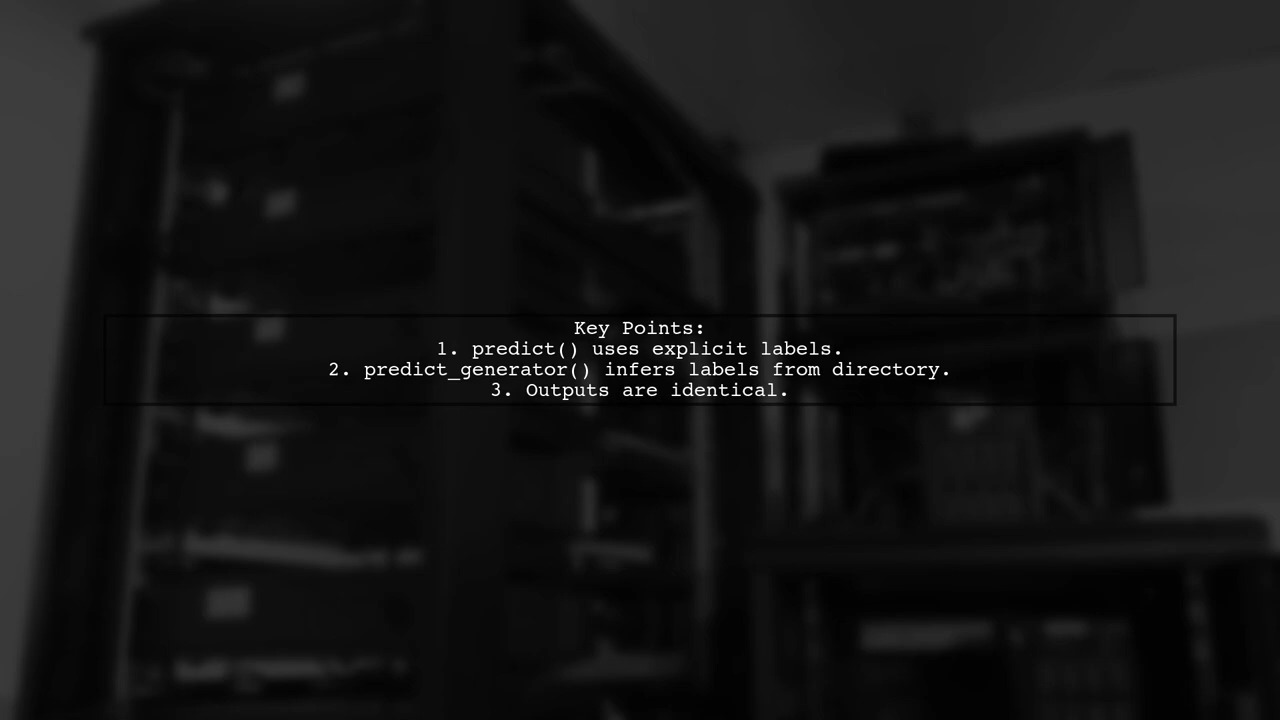 Key Points:
1. predict() uses explicit labels.
2. predict_generator() infers labels from directory.
3. Outputs are identical.